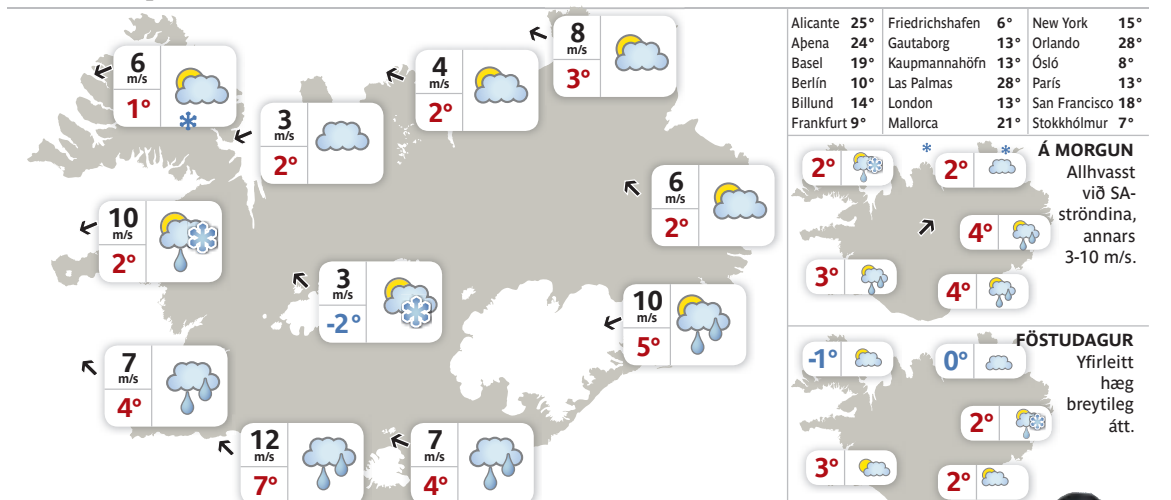 6
m/s
1°
3
m/s
2°
4
m/s
2°
8
m/s
3°
10
m/s
2°
3
m/s
-2°
6
m/s
2°
10
m/s
5°
7
m/s
4°
12
m/s
7°
7
m/s
4°
Alicante 25°
Aþena 24°
Basel 19°
Berlín 10°
Billund 14°
Frankfurt 9°
Friedrichshafen 6°
Gautaborg 13°
Kaupmannahöfn 13°
Las Palmas 28°
London 13°
Mallorca 21°
New York 15°
Orlando 28°
Ósló 8°
París 13°
San Francisco 18°
Stokkhólmur 7°
Á MORGUN
Allhvasst
við SA-
ströndina,
annars
3-10 m/s.
2°
2°
4°
3°
4°
FÖSTUDAGUR
Yfirleitt
hæg
breytileg
átt.
-1°
0°
2°
3°
2°